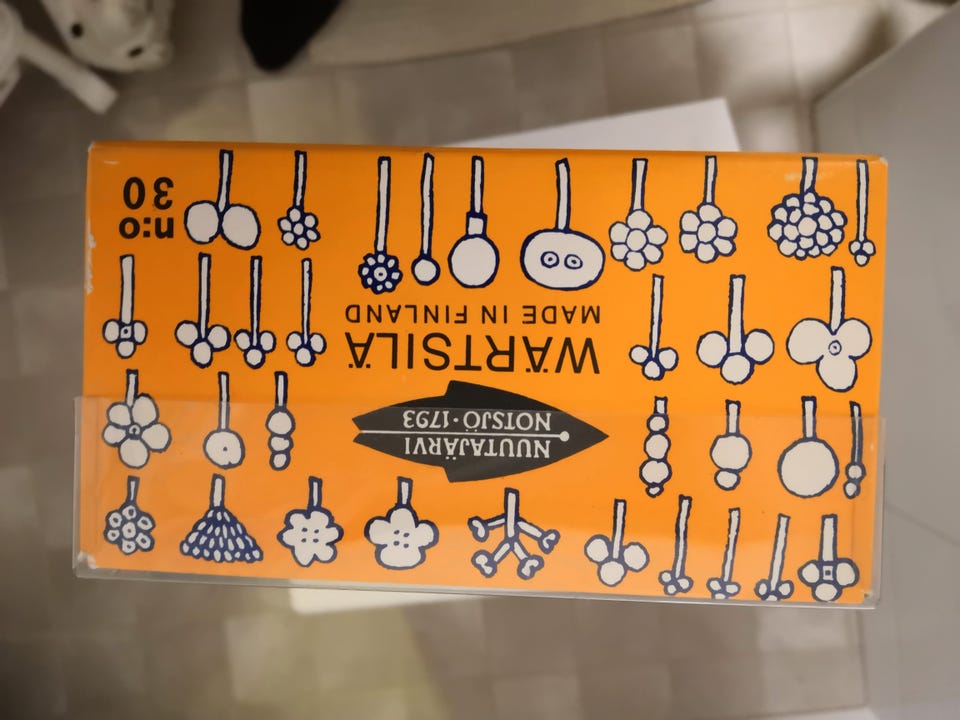 NUUTAJÄRVI
NOTSJÖ·1793
WÄRTSILÄ
MADE IN FINLAND
n:o
30